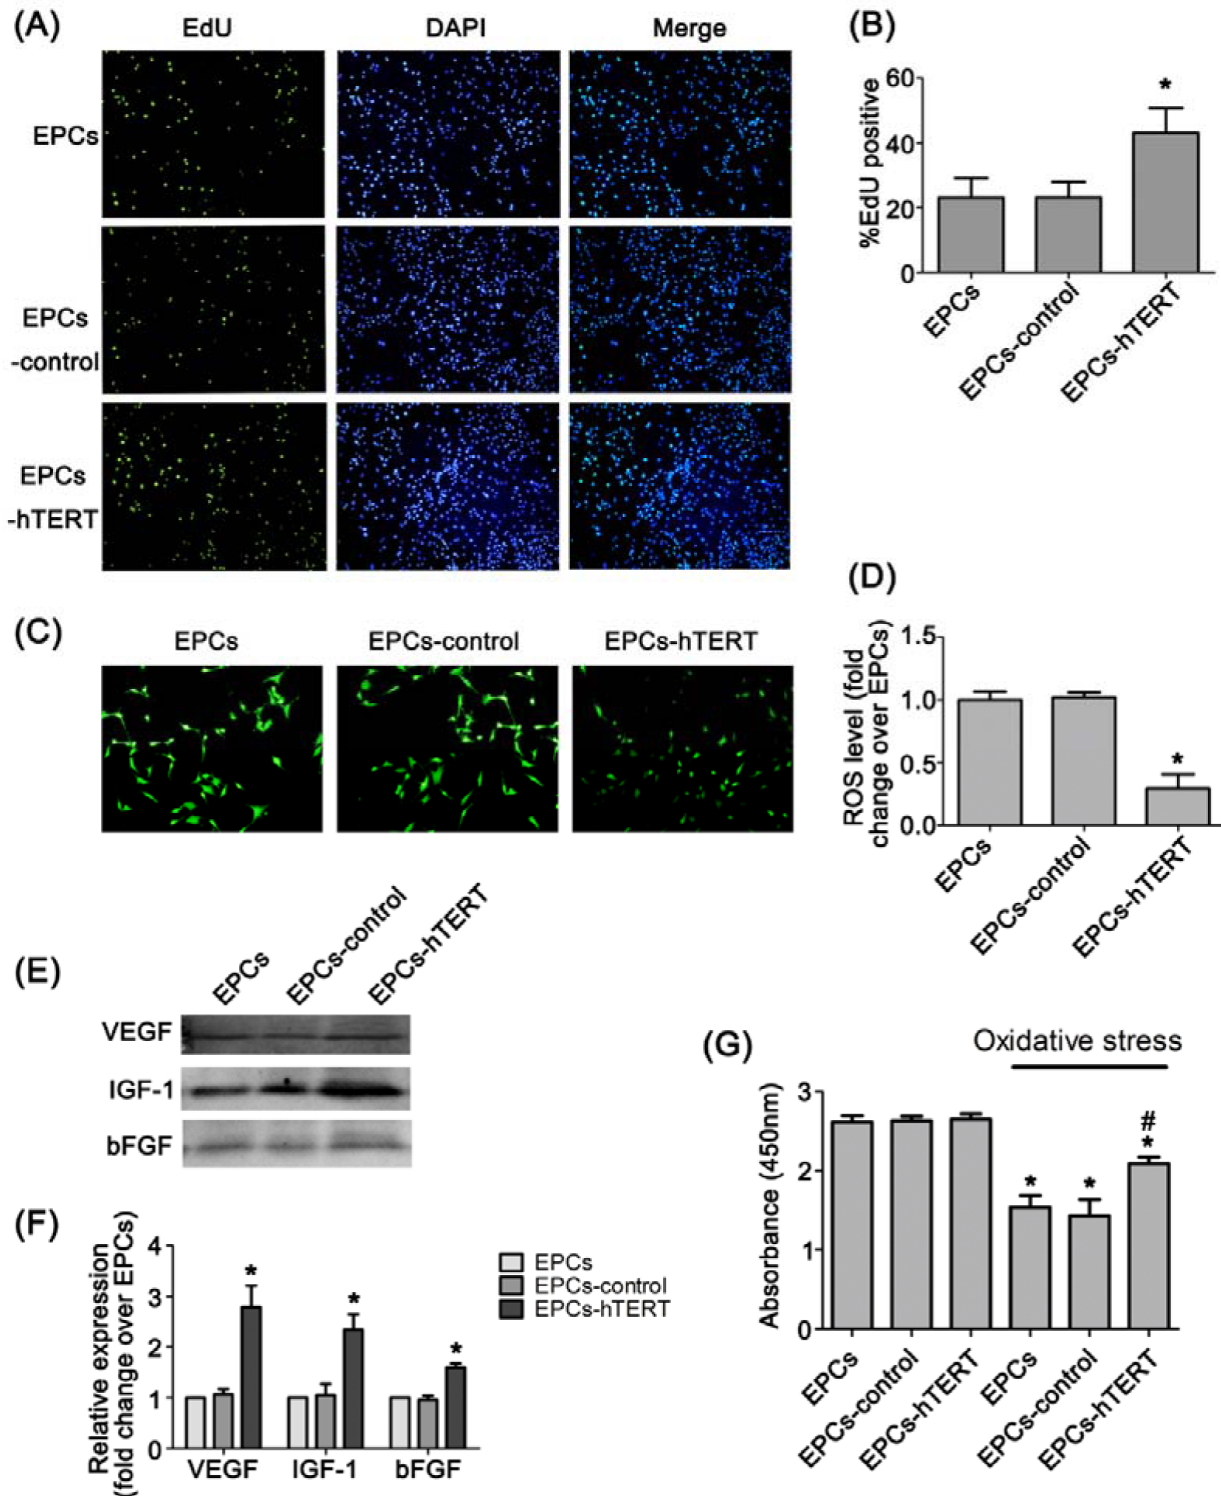 (A)
EdU
DAPI
Merge
EPCs
EPCs
-control
EPCs
-hTERT
(B)
%EdU positive
60
40
20
0
EPCs
EPCs-control
EPCs-hTERT
*
(C)
EPCs
EPCs-control
EPCs-hTERT
(D)
ROS level (fold
change over EPCs)
1.5
1.0
0.5
0.0
EPCs
EPCs-control
EPCs-hTERT
*
(E)
EPCs
EPCs-control
EPCs-hTERT
VEGF
IGF-1
bFGF
(F)
Relative expression
(fold change over EPCs)
4
3
2
1
0
*
*
*
VEGF
IGF-1
bFGF
EPCs
EPCs-control
EPCs-hTERT
(G)
Oxidative stress
Absorbance (450nm)
3
2
1
0
*
*
#
*
EPCs
EPCs-control
EPCs-hTERT
EPCs
EPCs-control
EPCs-hTERT